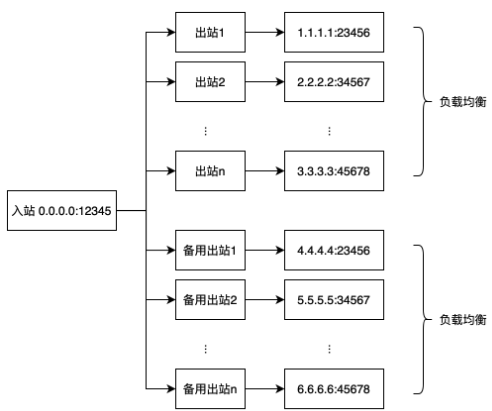 出站1
1.1.1.1:23456
出站2
2.2.2.2:34567
负载均衡
⋮
⋮
出站n
3.3.3.3:45678
入站 0.0.0.0:12345
备用出站1
4.4.4.4:23456
备用出站2
5.5.5.5:34567
负载均衡
⋮
⋮
备用出站n
6.6.6.6:45678